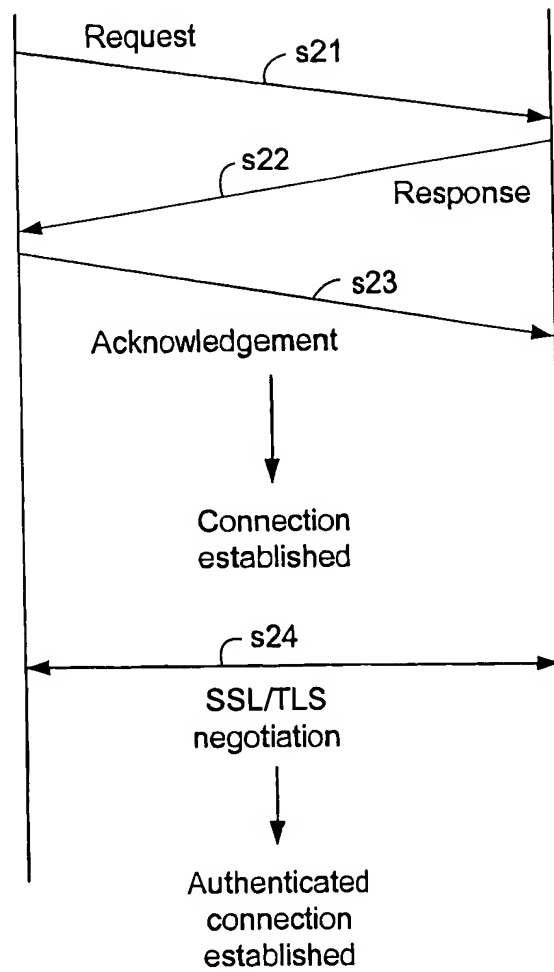 Request
s21
s22
Response
s23
Acknowledgement
Connection
established
s24
SSL/TLS
negotiation
Authenticated
connection
established